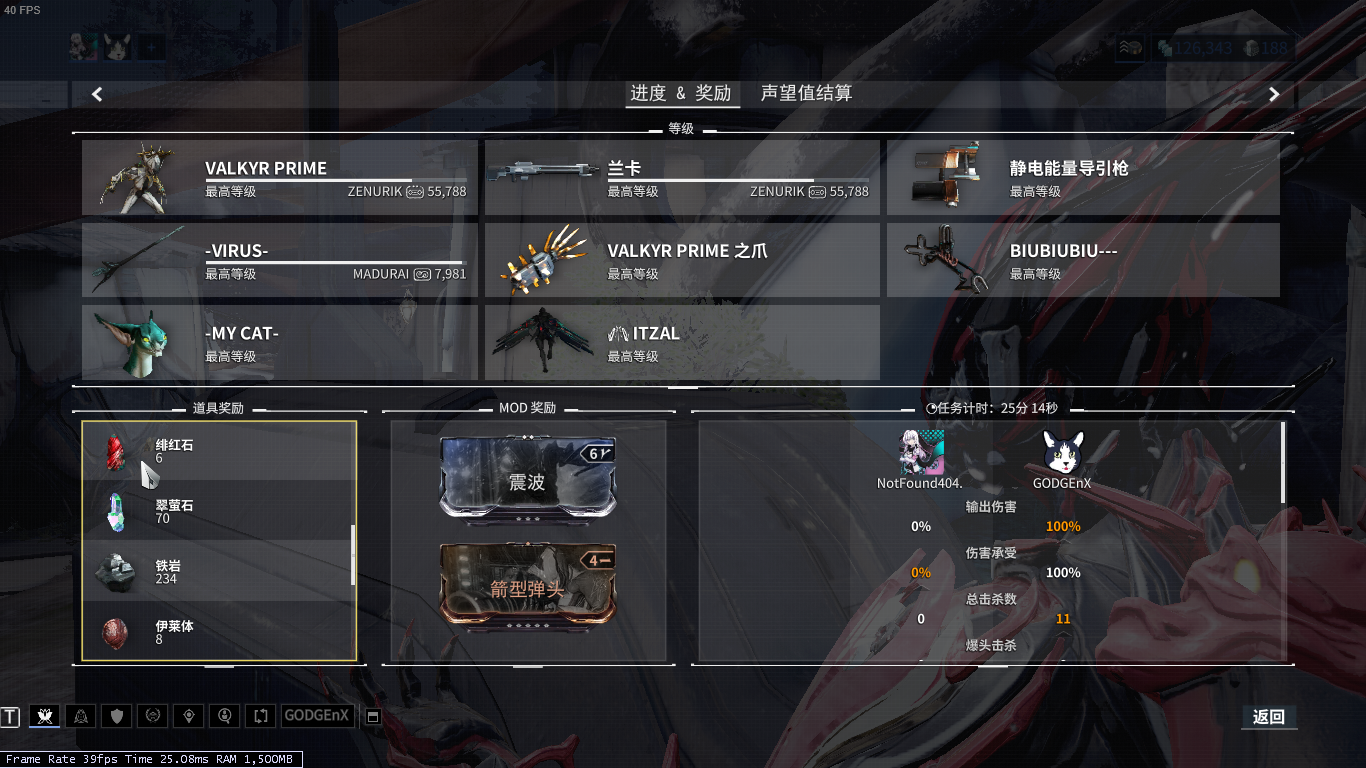 40 FPS
126,343 188
进度 & 奖励 声望值结算
等级
VALKYR PRIME
最高等级 ZENURIK 55,788
兰卡
最高等级 ZENURIK 55,788
静电能量导引枪
最高等级
-VIRUS-
最高等级 MADURAI 7,981
VALKYR PRIME 之爪
最高等级
BIUBIUBIU---
最高等级
-MY CAT-
最高等级
ITZAL
最高等级
道具奖励
绯红石
6
翠萤石
70
铁岩
234
伊莱体
8
MOD 奖励
6
震波
4
箭型弹头
任务计时：25分 14秒
NotFound404. GODGEnX
输出伤害
0% 100%
伤害承受
0% 100%
总击杀数
0 11
爆头击杀
T GODGEnX
返回
Frame Rate 39fps Time 25.08ms RAM 1,500MB